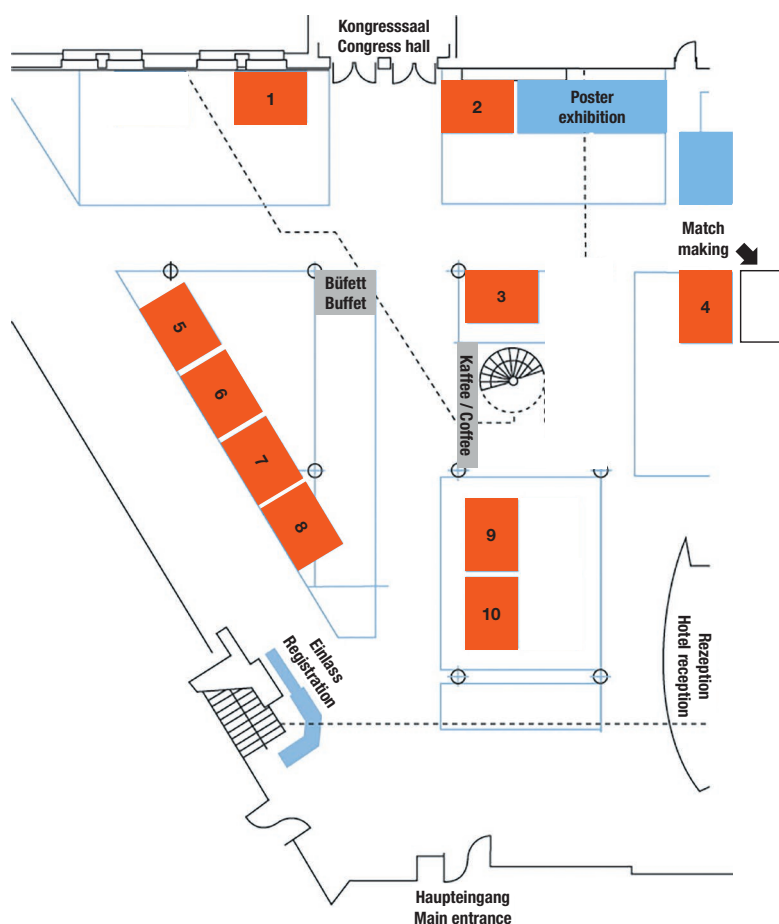 Kongresssaal
Congress hall
1
2
Poster
exhibition
Match
making
Büfett
Buffet
3
4
5
6
7
8
Kaffee / Coffee
9
10
Einlass
Registration
Rezeption
Hotel reception
Haupteingang
Main entrance